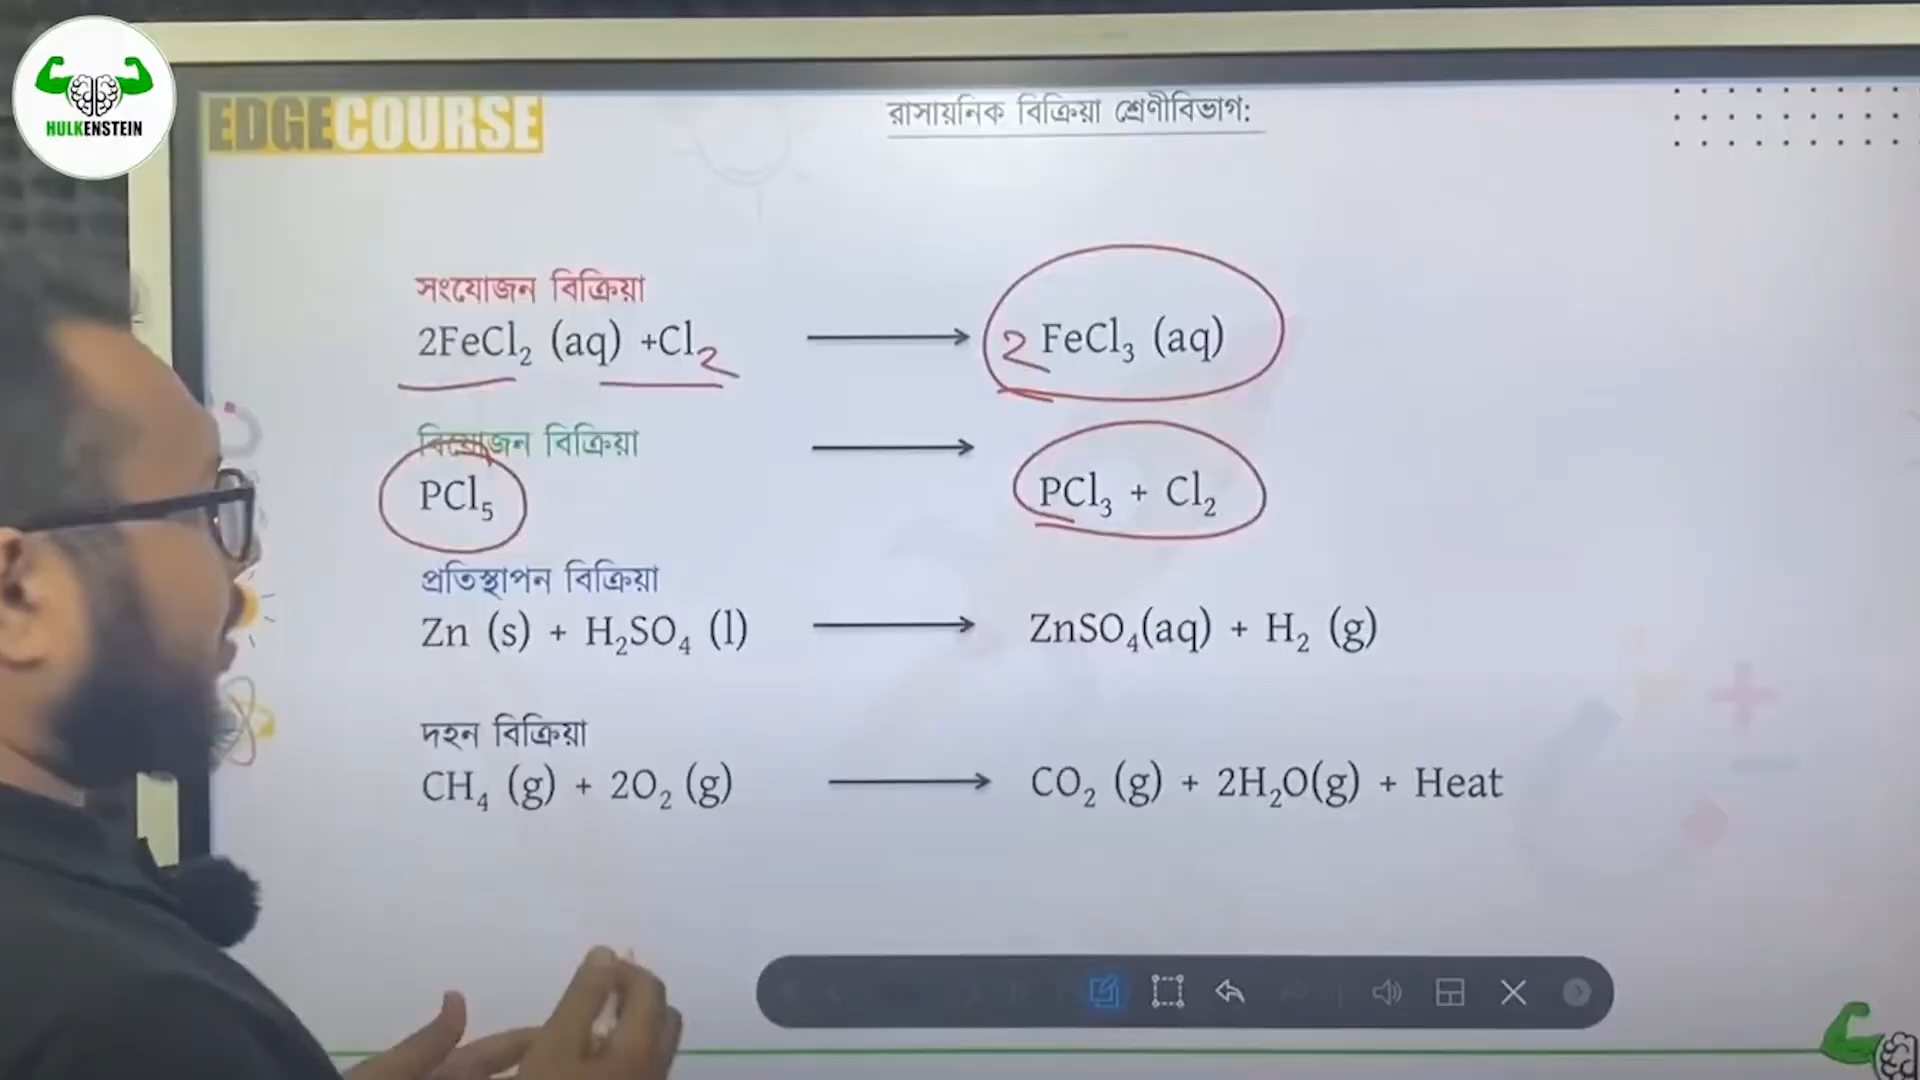 HULKENSTEIN
EDGECOURSE
রাসায়নিক বিক্রিয়া শ্রেণীবিভাগ:
সংযোজন বিক্রিয়া
2FeCl₂ (aq) +Cl₂ ⟶ 2 FeCl₃ (aq)
বিয়োজন বিক্রিয়া ⟶
PCl₅ PCl₃ + Cl₂
প্রতিস্থাপন বিক্রিয়া
Zn (s) + H₂SO₄ (l) ⟶ ZnSO₄(aq) + H₂ (g)
দহন বিক্রিয়া
CH₄ (g) + 2O₂ (g) ⟶ CO₂ (g) + 2H₂O(g) + Heat